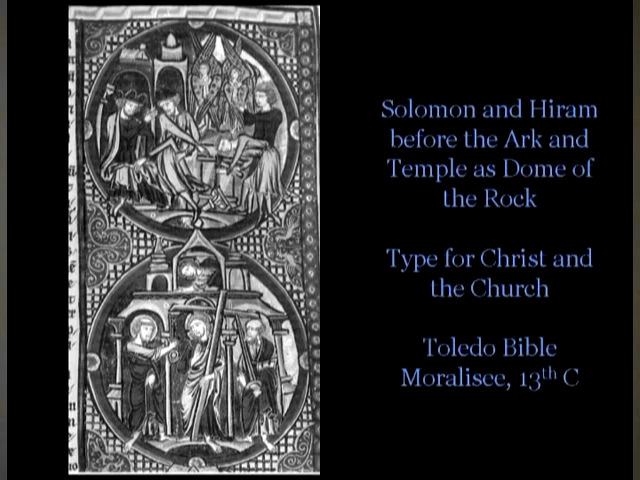 Solomon and Hiram
before the Ark and
Temple as Dome of
the Rock
Type for Christ and
the Church
Toledo Bible
Moralisee, 13th C